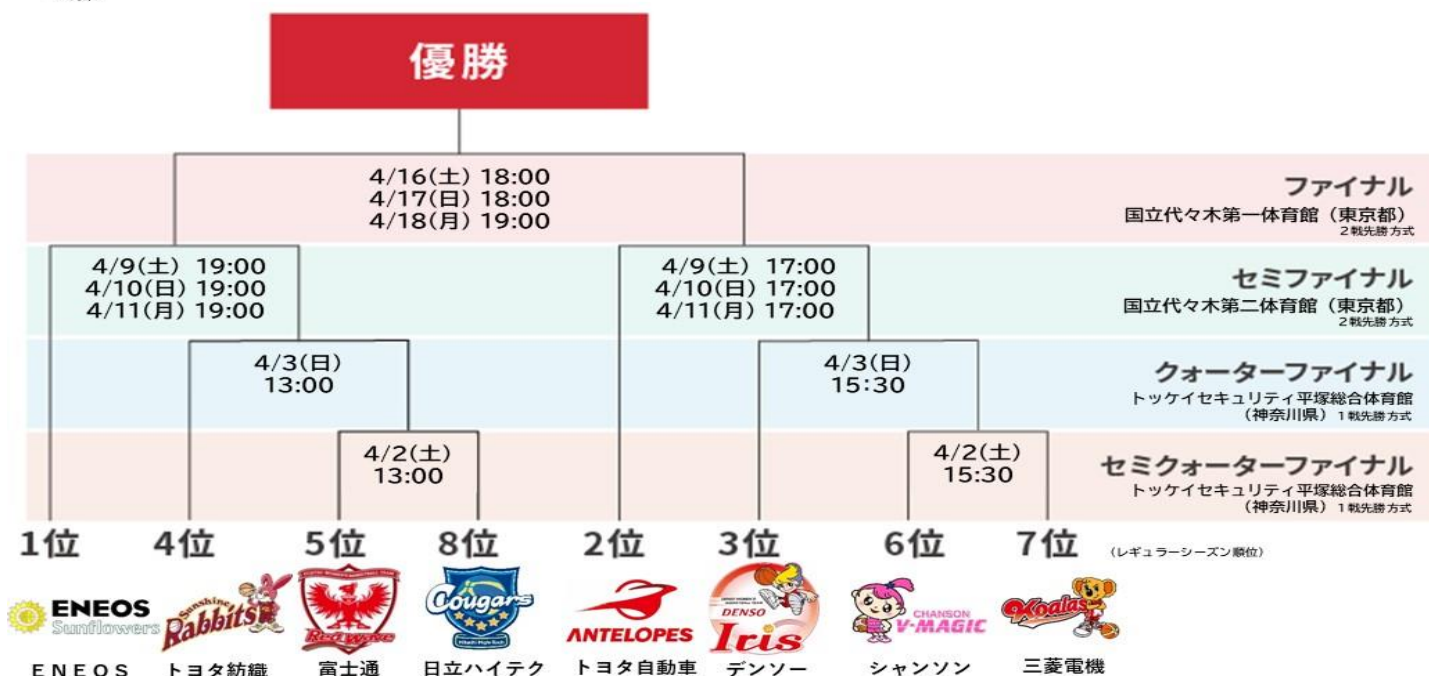 優勝
4/16(土) 18:00
4/17(日) 18:00
4/18(月) 19:00
ファイナル
国立代々木第一体育館（東京都）
2戦先勝方式
4/9(土) 19:00
4/10(日) 19:00
4/11(月) 19:00
4/9(土) 17:00
4/10(日) 17:00
4/11(月) 17:00
セミファイナル
国立代々木第二体育館（東京都）
2戦先勝方式
4/3(日)
13:00
4/3(日)
15:30
クォーターファイナル
トッケイセキュリティ平塚総合体育館
（神奈川県）1戦先勝方式
4/2(土)
13:00
4/2(土)
15:30
セミクォーターファイナル
トッケイセキュリティ平塚総合体育館
（神奈川県）1戦先勝方式
1位 4位 5位 8位 2位 3位 6位 7位 （レギュラーシーズン順位）
ENEOS
Sunflowers
Sunshine
Rabbits
Red wave
Cougars
Hitachi High-Tech
ANTELOPES
DENSO
Iris
CHANSON
V-MAGIC
Koalas
ENEOS トヨタ紡織 富士通 日立ハイテク トヨタ自動車 デンソー シャンソン 三菱電機